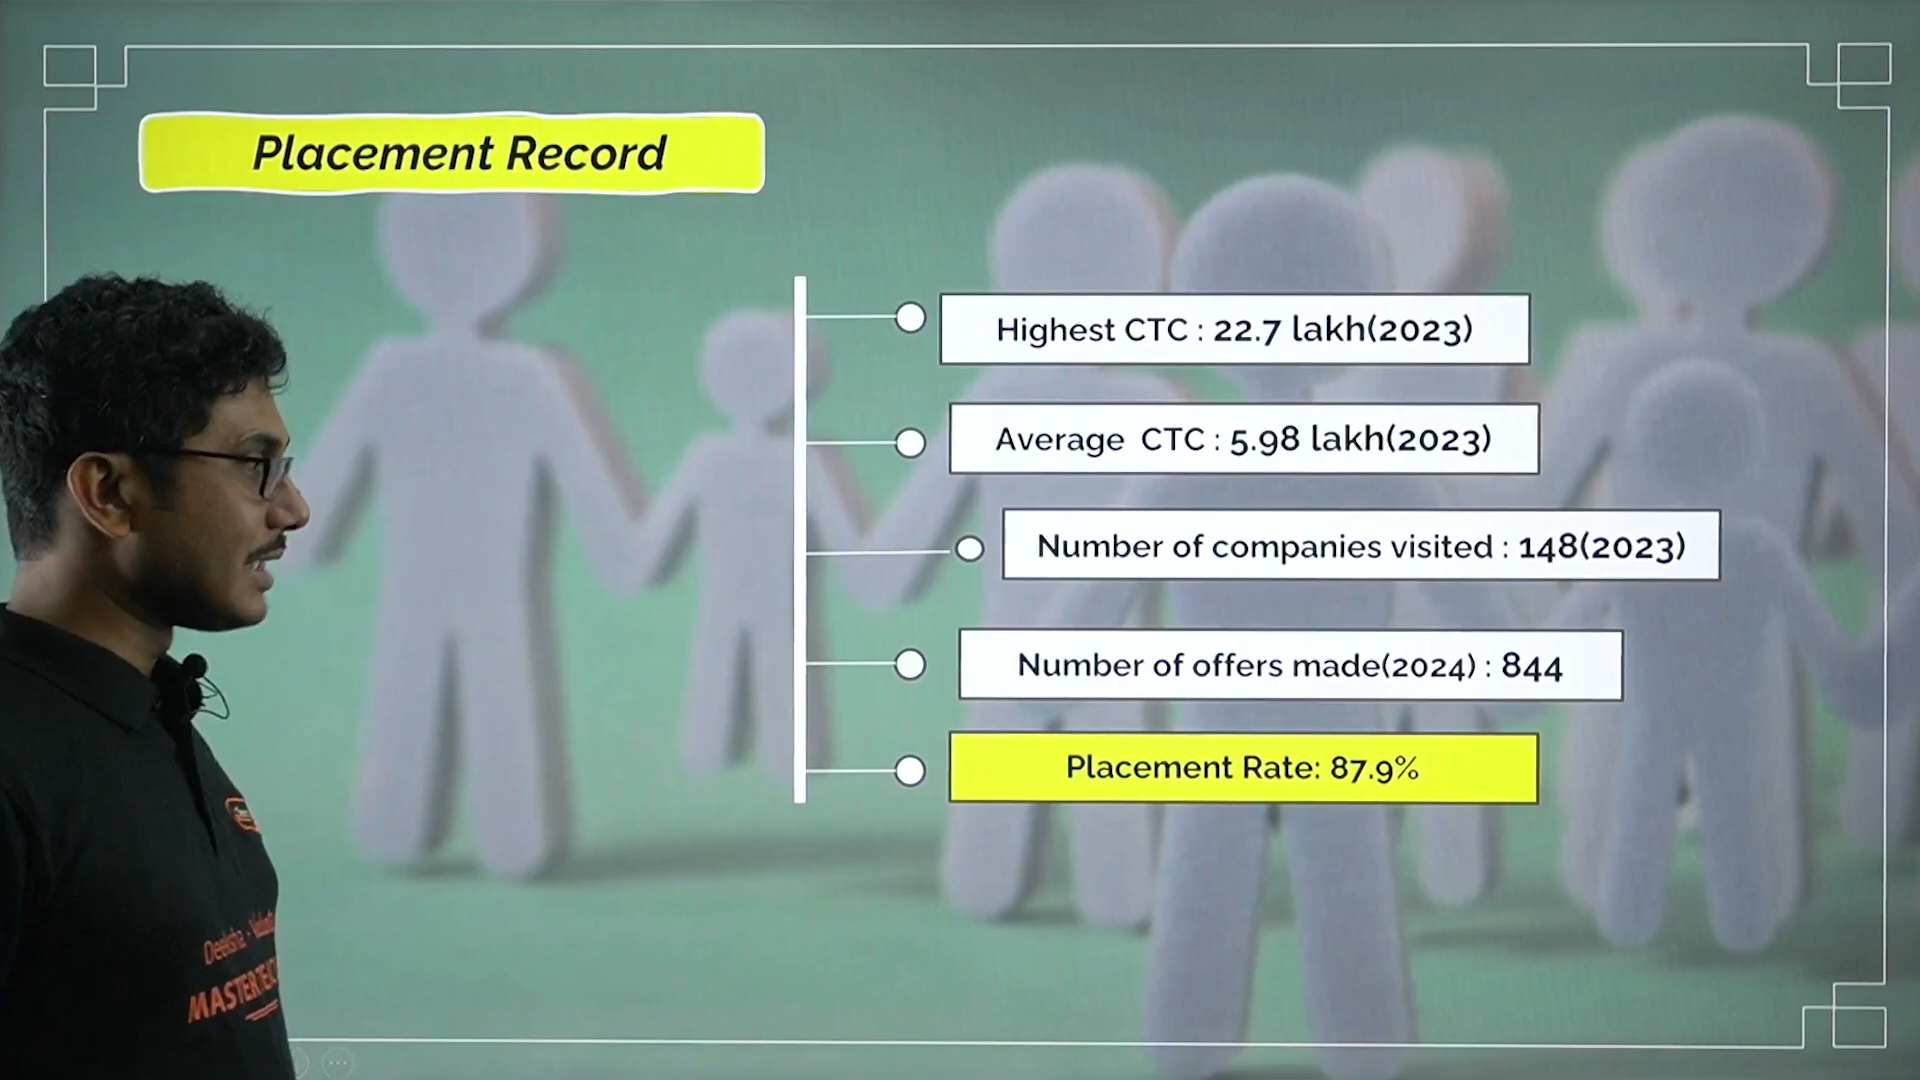 Placement Record
Highest CTC : 22.7 lakh(2023)
Average CTC : 5.98 lakh(2023)
Number of companies visited : 148(2023)
Number of offers made(2024) : 844
Placement Rate: 87.9%
Deeksha -